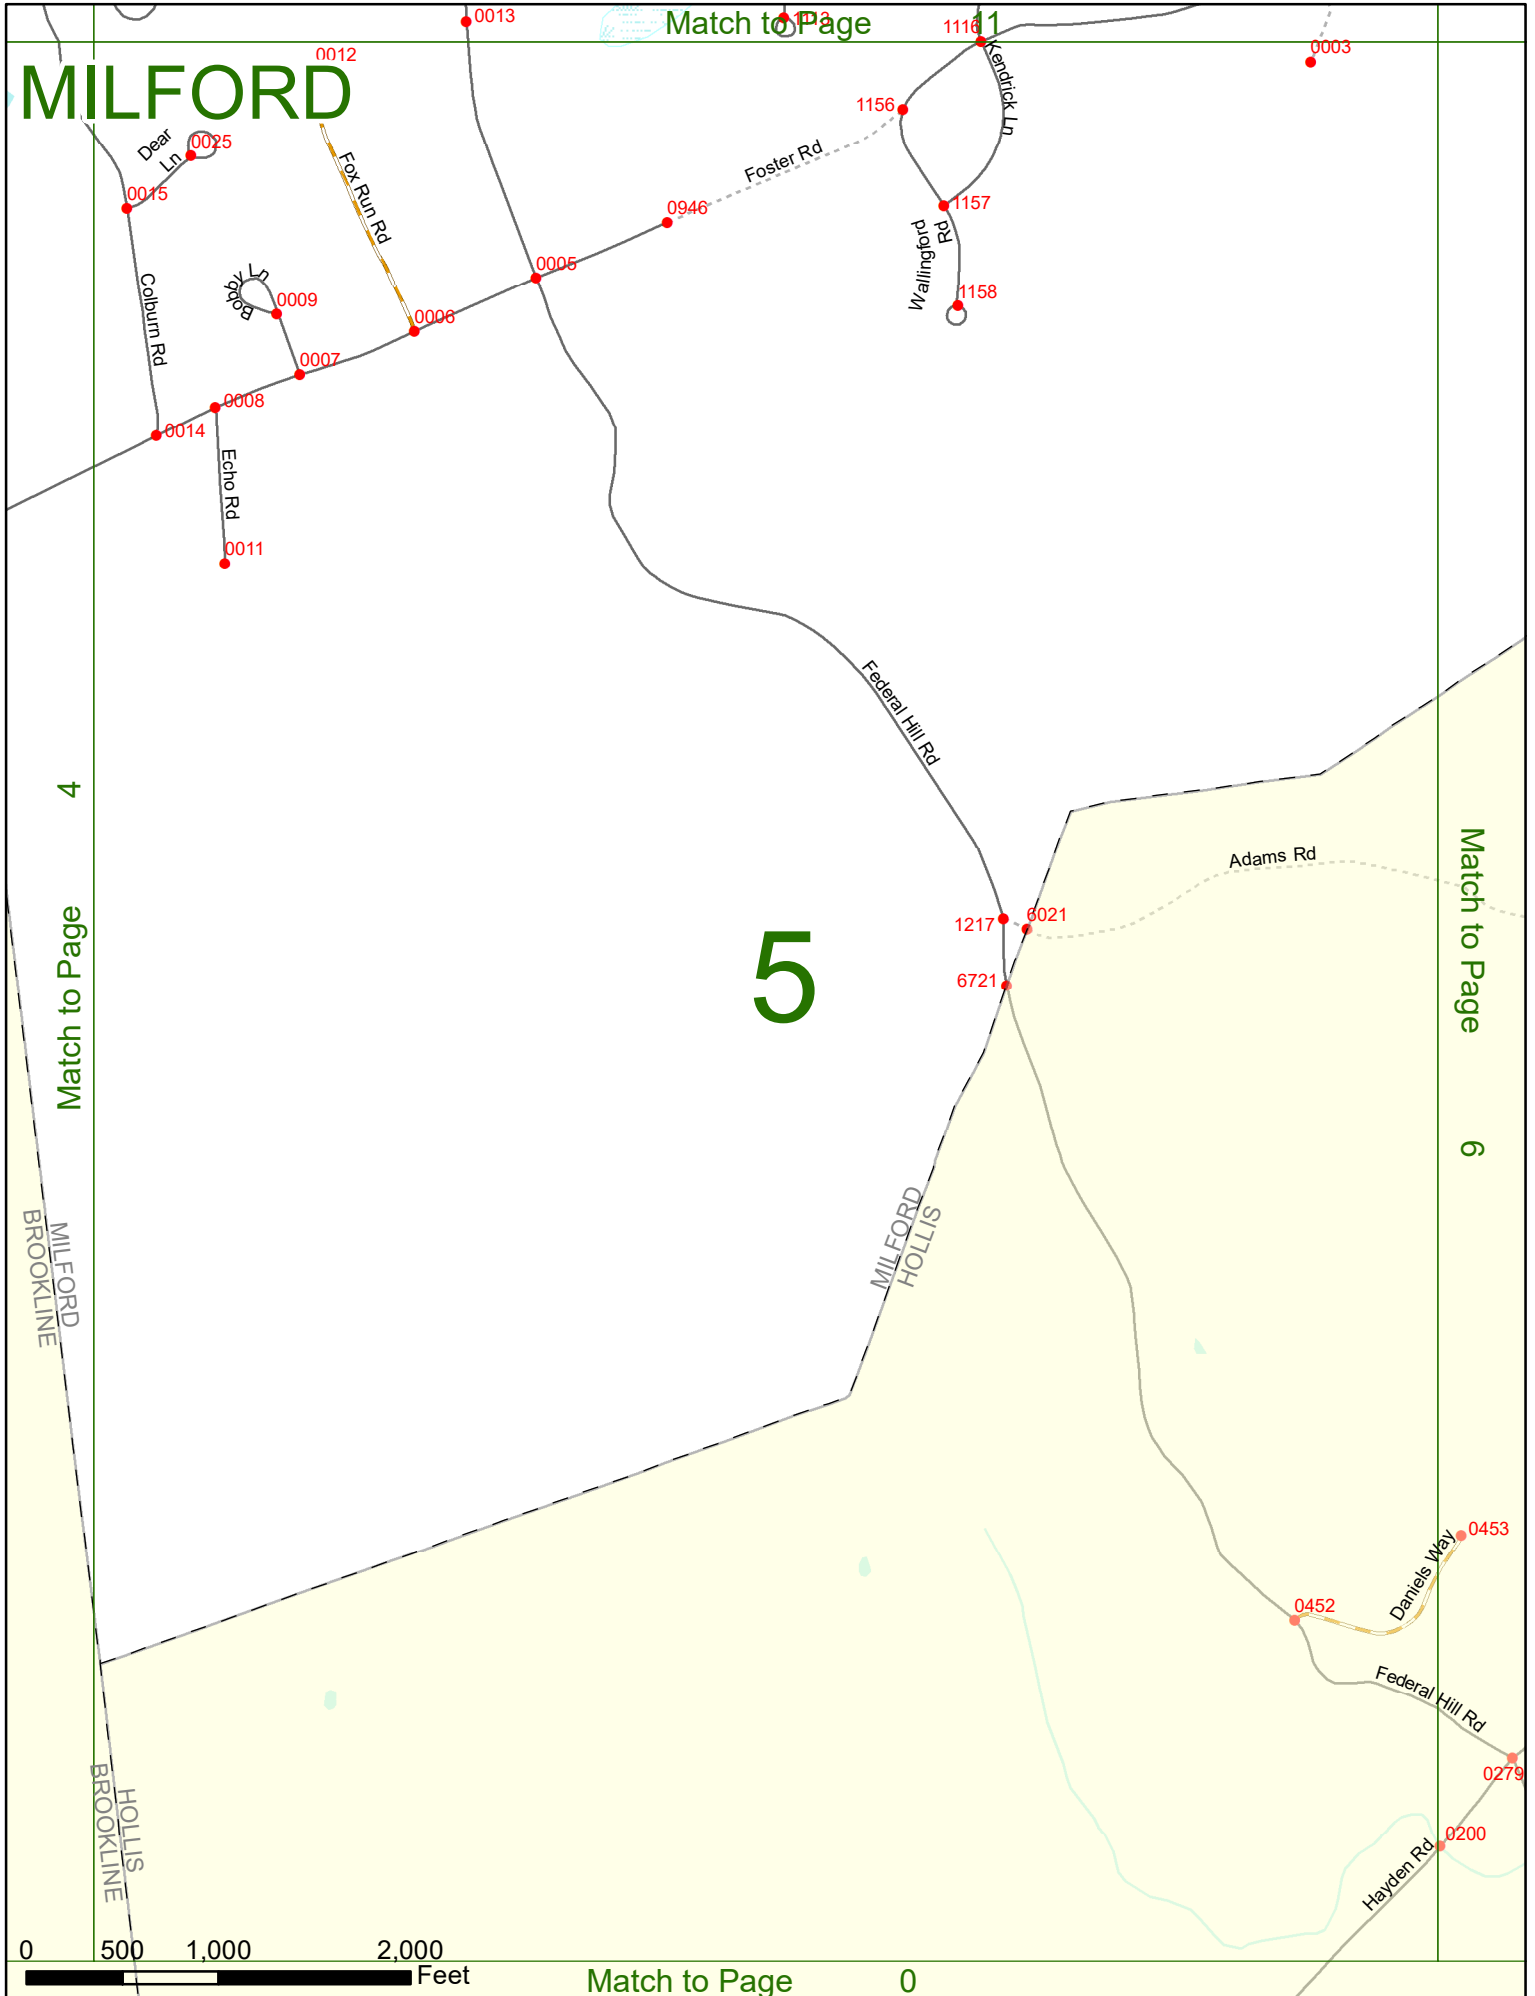 0013
1113
Match to Page 11
1116
0003
0012
MILFORD
Kendrick Ln
1156
Dear
Ln
0025
Foster Rd
Fox Run Rd
0015
0946
1157
Wallingford
Rd
0005
Bobby Ln
Colburn Rd
0009
1158
0006
0007
0008
0014
Echo Rd
0011
Federal Hill Rd
4
Match to Page
Adams Rd
Match to Page
6
1217
6021
5
6721
MILFORD
HOLLIS
MILFORD
BROOKLINE
0453
Daniels Way
0452
Federal Hill Rd
0279
HOLLIS
BROOKLINE
0200
Hayden Rd
0 500 1,000 2,000
Feet
Match to Page 0